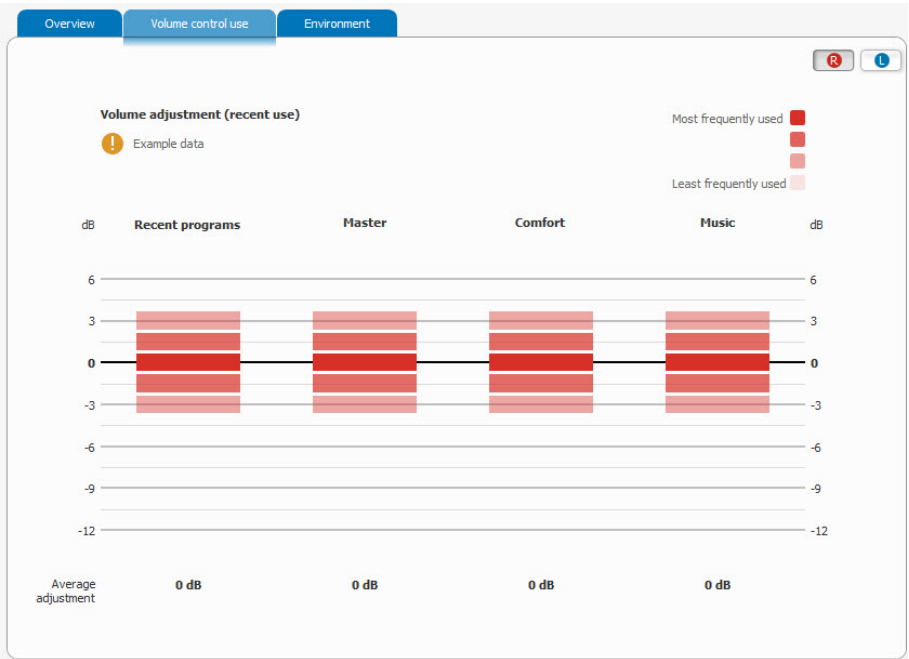 Overview Volume control use Environment
R L
Volume adjustment (recent use)
! Example data
Most frequently used
Least frequently used
dB Recent programs Master Comfort Music dB
6 6
3 3
0 0
-3 -3
-6 -6
-9 -9
-12 -12
Average
adjustment
0 dB 0 dB 0 dB 0 dB